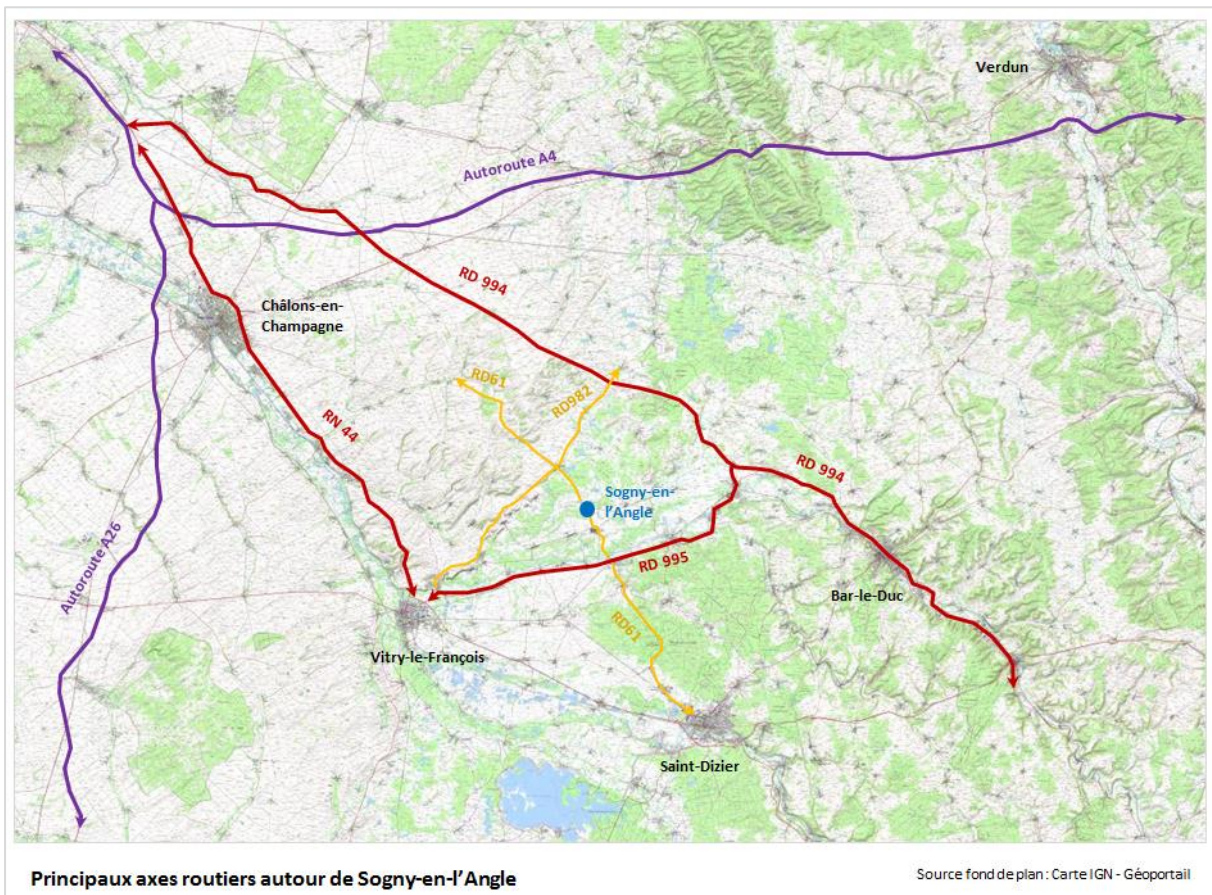 Verdun
Autoroute A4
RD 994
Châlons-en-
Champagne
RD61
RD982
RN 44
RD 994
Sogny-en-
l'Angle
Autoroute A26
RD 995
Bar-le-Duc
RD61
Vitry-le-François
Saint-Dizier
Principaux axes routiers autour de Sogny-en-l'Angle
Source fond de plan : Carte IGN - Géoportail